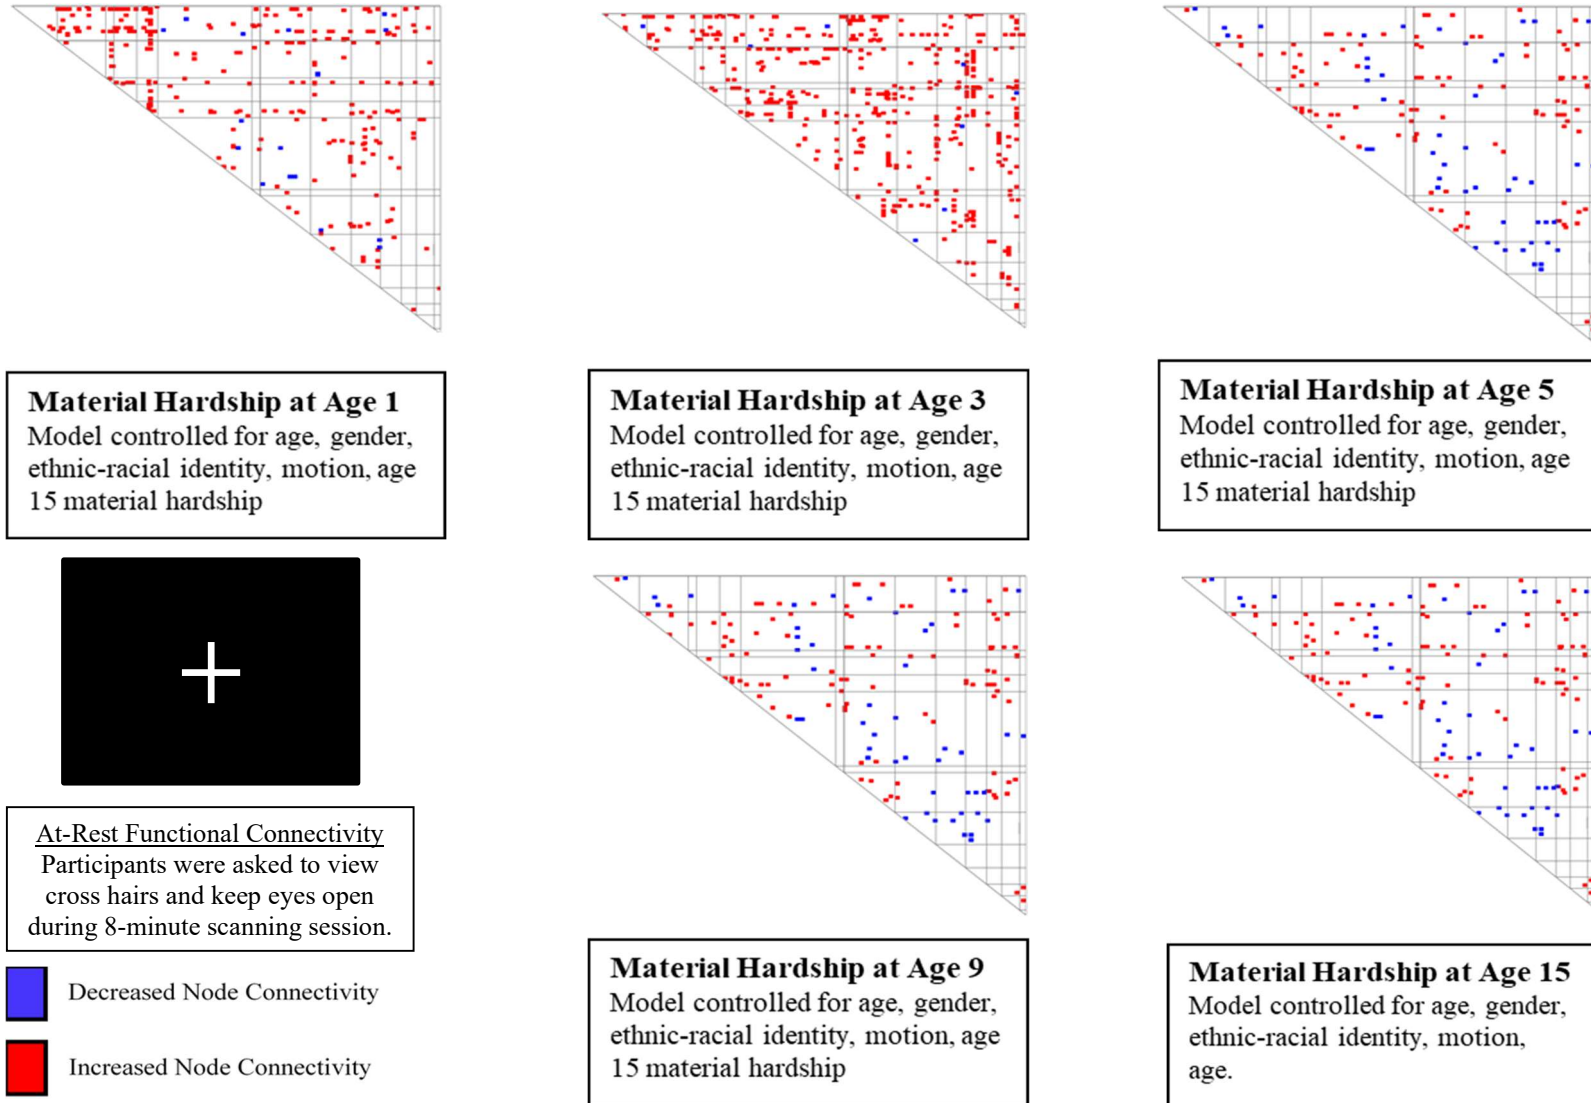 Material Hardship at Age 1
Model controlled for age, gender,
ethnic-racial identity, motion, age
15 material hardship
Material Hardship at Age 3
Model controlled for age, gender,
ethnic-racial identity, motion, age
15 material hardship
Material Hardship at Age 5
Model controlled for age, gender,
ethnic-racial identity, motion, age
15 material hardship
At-Rest Functional Connectivity
Participants were asked to view
cross hairs and keep eyes open
during 8-minute scanning session.
Decreased Node Connectivity
Increased Node Connectivity
Material Hardship at Age 9
Model controlled for age, gender,
ethnic-racial identity, motion, age
15 material hardship
Material Hardship at Age 15
Model controlled for age, gender,
ethnic-racial identity, motion,
age.